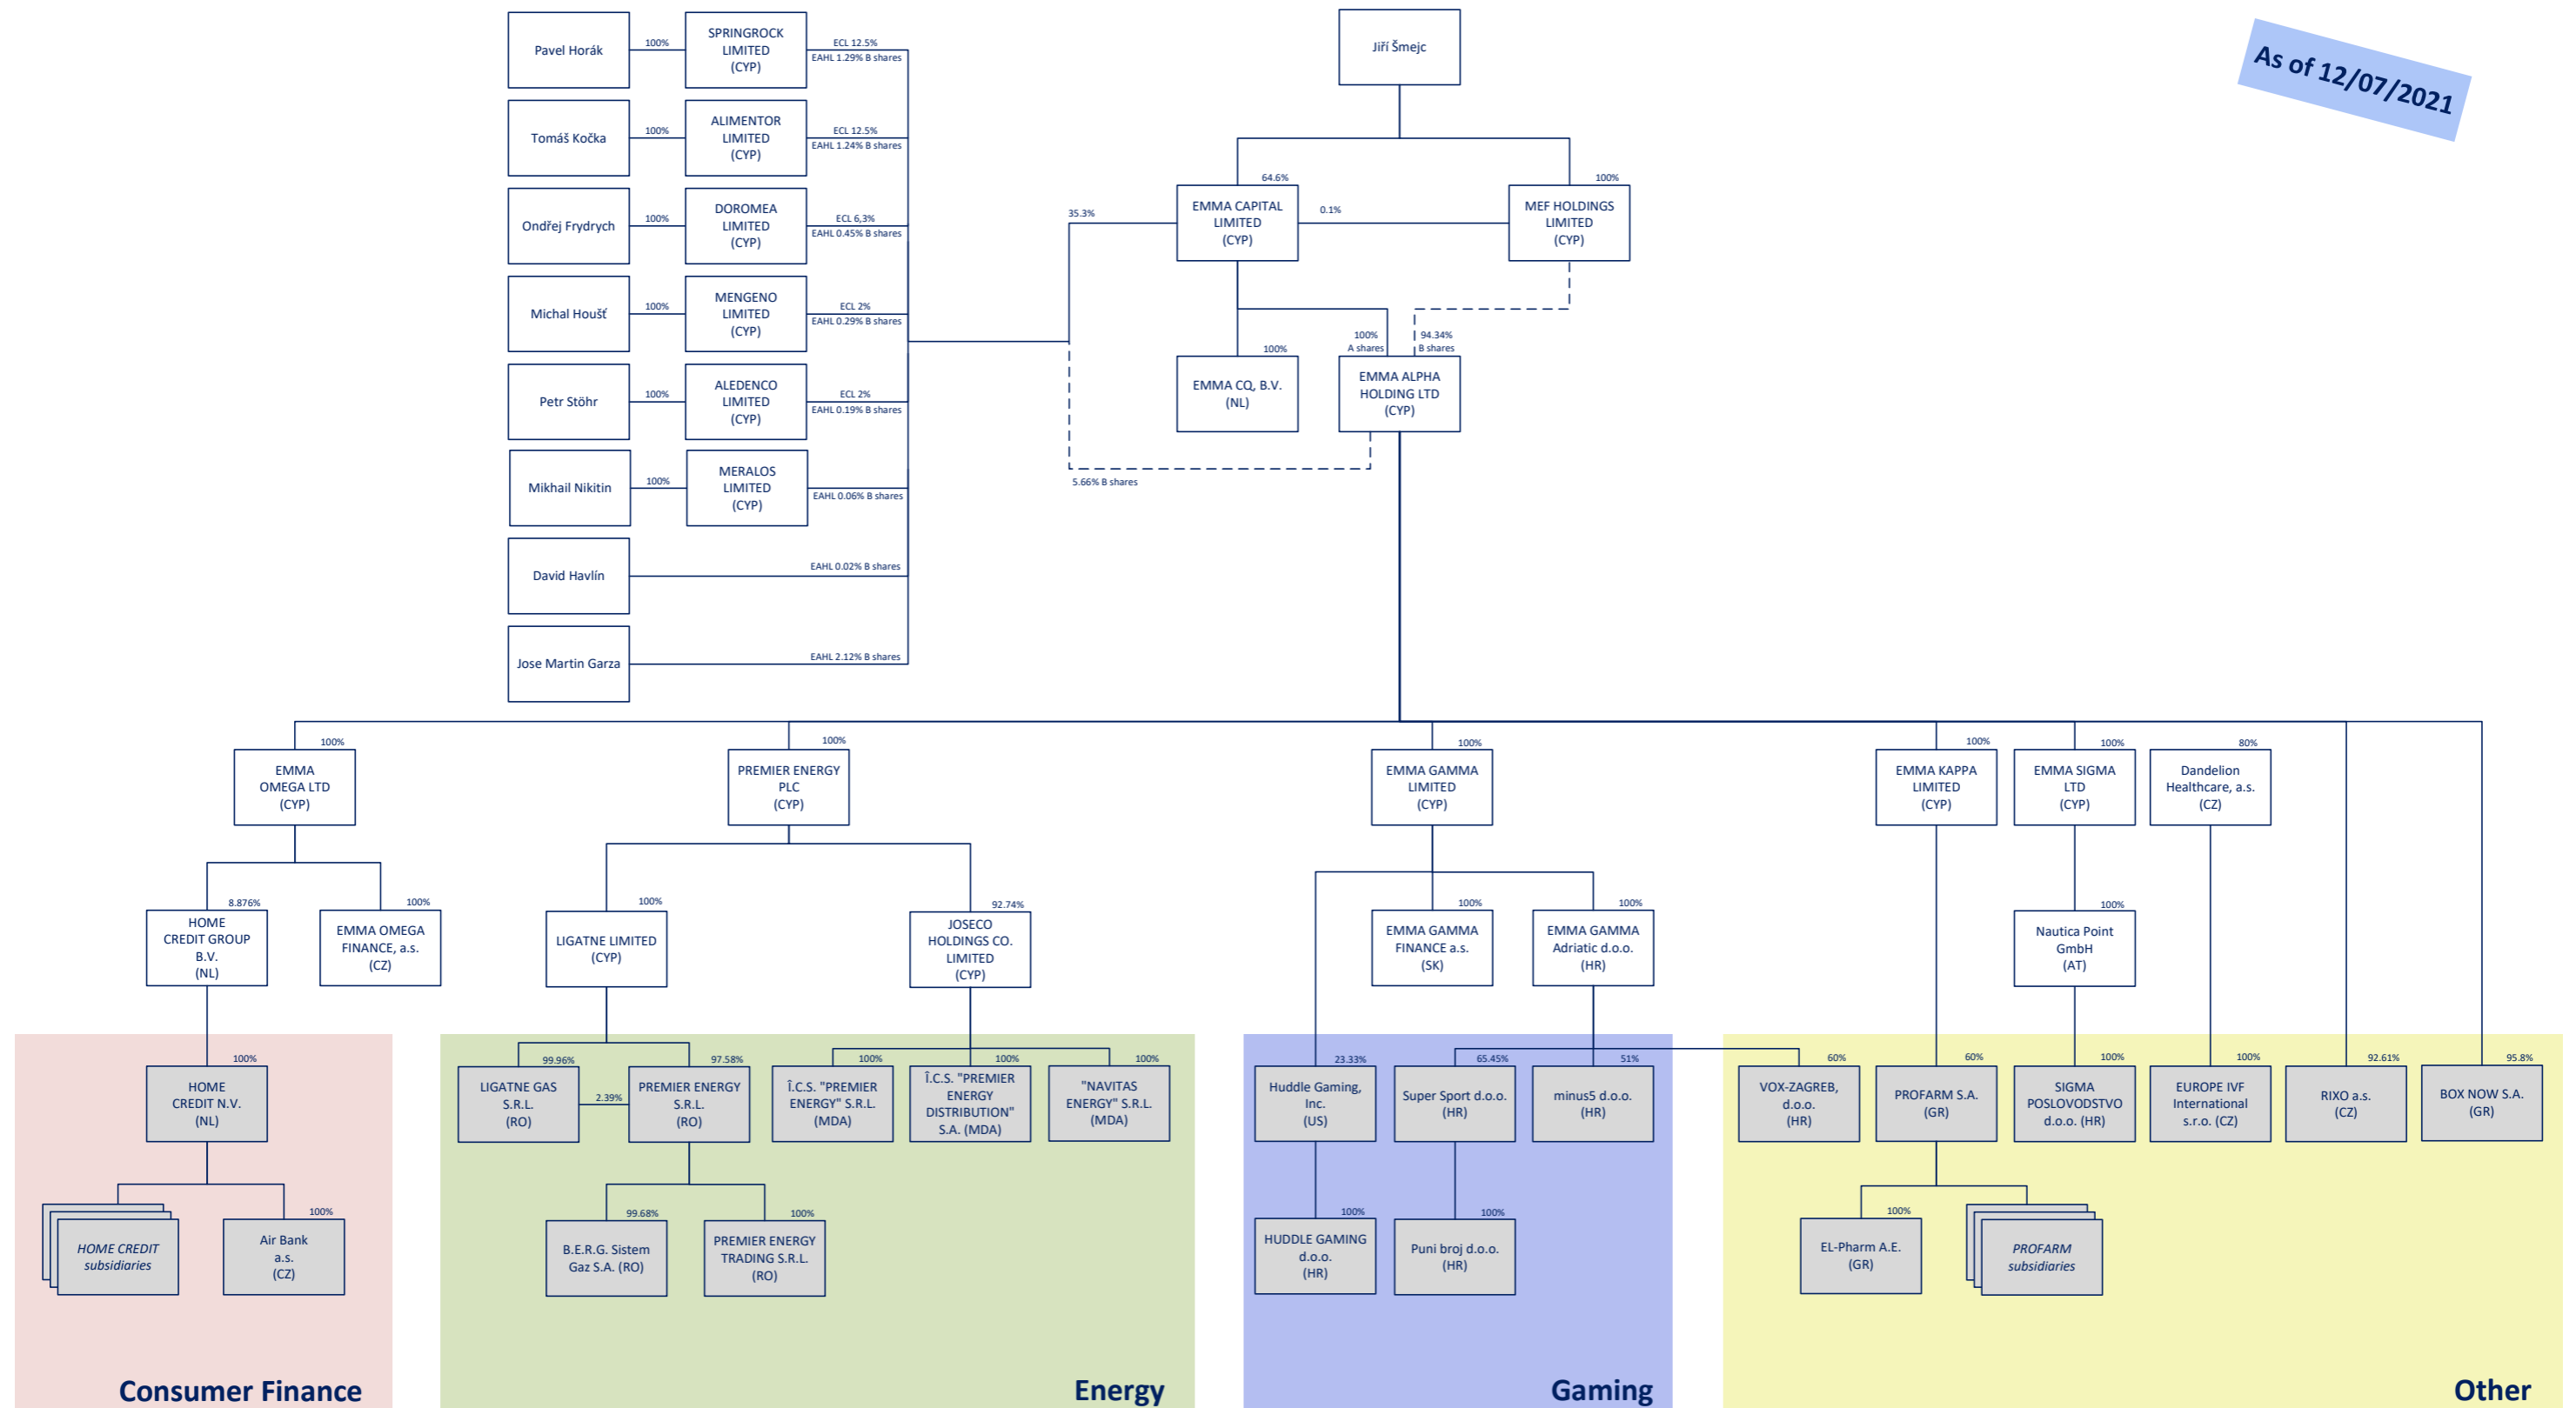 As of 12/07/2021
Pavel Horák
100%
SPRINGROCK
LIMITED
(CYP)
ECL 12.5%
EAHL 1.29% B shares
Tomáš Kočka
100%
ALIMENTOR
LIMITED
(CYP)
ECL 12.5%
EAHL 1.24% B shares
Ondřej Frydrych
100%
DOROMEA
LIMITED
(CYP)
ECL 6,3%
EAHL 0.45% B shares
Michal Houšť
100%
MENGENO
LIMITED
(CYP)
ECL 2%
EAHL 0.29% B shares
Petr Stöhr
100%
ALEDENCO
LIMITED
(CYP)
ECL 2%
EAHL 0.19% B shares
Mikhail Nikitin
100%
MERALOS
LIMITED
(CYP)
EAHL 0.06% B shares
David Havlín
EAHL 0.02% B shares
Jose Martin Garza
EAHL 2.12% B shares
Jiří Šmejc
35.3%
64.6%
EMMA CAPITAL
LIMITED
(CYP)
0.1%
100%
MEF HOLDINGS
LIMITED
(CYP)
100%
EMMA CQ, B.V.
(NL)
100%
A shares
94.34%
B shares
EMMA ALPHA
HOLDING LTD
(CYP)
5.66% B shares
100%
EMMA
OMEGA LTD
(CYP)
100%
PREMIER ENERGY
PLC
(CYP)
100%
EMMA GAMMA
LIMITED
(CYP)
100%
EMMA KAPPA
LIMITED
(CYP)
100%
EMMA SIGMA
LTD
(CYP)
80%
Dandelion
Healthcare, a.s.
(CZ)
8.876%
HOME
CREDIT GROUP
B.V.
(NL)
100%
EMMA OMEGA
FINANCE, a.s.
(CZ)
100%
LIGATNE LIMITED
(CYP)
92.74%
JOSECO
HOLDINGS CO.
LIMITED
(CYP)
100%
EMMA GAMMA
FINANCE a.s.
(SK)
100%
EMMA GAMMA
Adriatic d.o.o.
(HR)
100%
Nautica Point
GmbH
(AT)
100%
HOME
CREDIT N.V.
(NL)
99.96%
LIGATNE GAS
S.R.L.
(RO)
2.39%
97.58%
PREMIER ENERGY
S.R.L.
(RO)
100%
Î.C.S. "PREMIER
ENERGY" S.R.L.
(MDA)
100%
Î.C.S. "PREMIER
ENERGY
DISTRIBUTION"
S.A. (MDA)
100%
"NAVITAS
ENERGY" S.R.L.
(MDA)
23.33%
Huddle Gaming,
Inc.
(US)
65.45%
Super Sport d.o.o.
(HR)
51%
minus5 d.o.o.
(HR)
60%
VOX-ZAGREB,
d.o.o.
(HR)
60%
PROFARM S.A.
(GR)
100%
SIGMA
POSLOVODSTVO
d.o.o. (HR)
100%
EUROPE IVF
International
s.r.o. (CZ)
92.61%
RIXO a.s.
(CZ)
95.8%
BOX NOW S.A.
(GR)
HOME CREDIT
subsidiaries
100%
Air Bank
a.s.
(CZ)
99.68%
B.E.R.G. Sistem
Gaz S.A. (RO)
100%
PREMIER ENERGY
TRADING S.R.L.
(RO)
100%
HUDDLE GAMING
d.o.o.
(HR)
100%
Puni broj d.o.o.
(HR)
100%
EL-Pharm A.E.
(GR)
PROFARM
subsidiaries
Consumer Finance
Energy
Gaming
Other